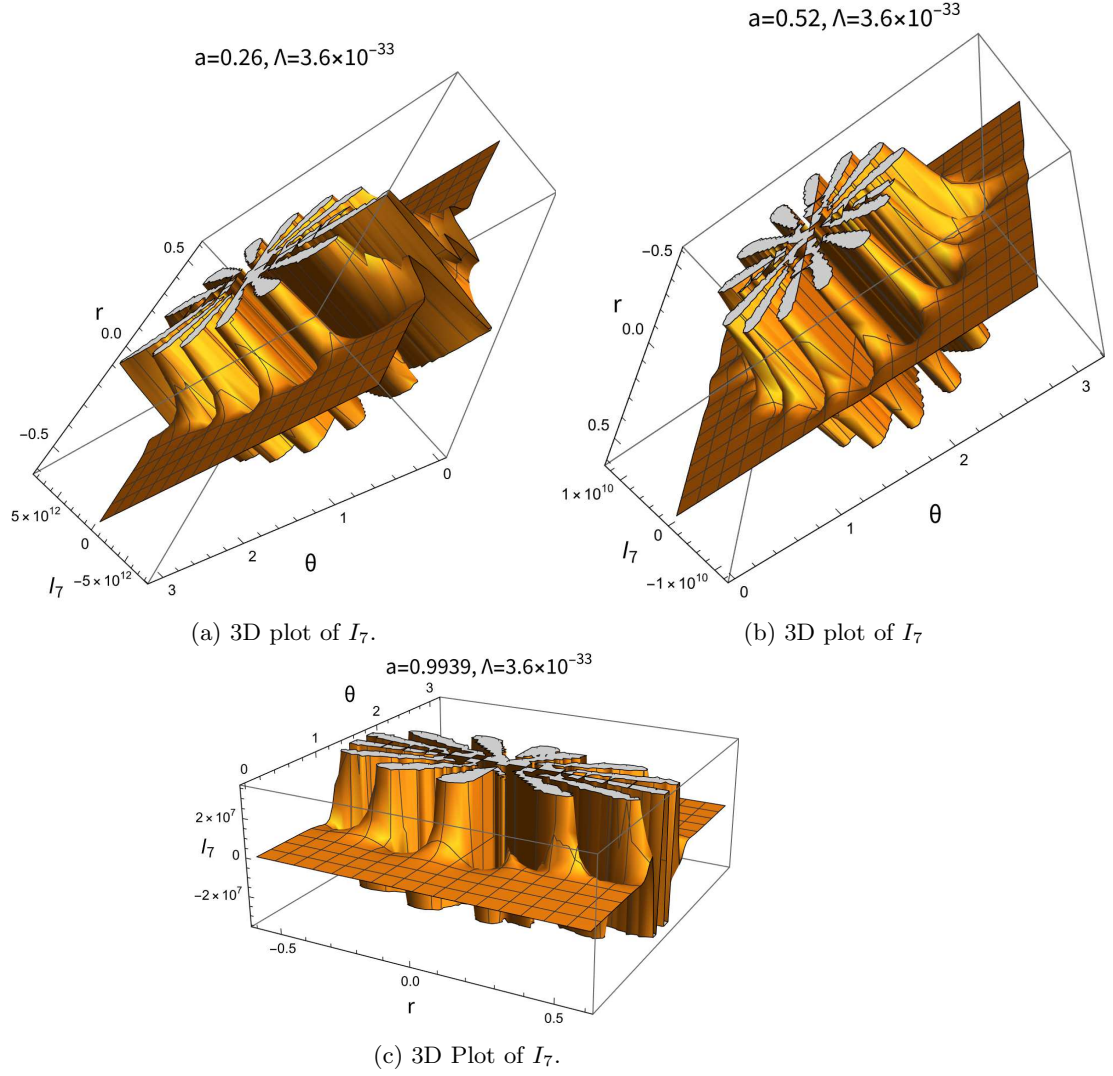 a=0.26, Λ=3.6×10⁻³³
0.5
r
0.0
−0.5
5×10¹²
0
I₇
−5×10¹²
3
2
θ
1
0
(a) 3D plot of I₇.
a=0.52, Λ=3.6×10⁻³³
−0.5
r
0.0
0.5
1×10¹⁰
0
I₇
−1×10¹⁰
0
1
θ
2
3
(b) 3D plot of I₇
a=0.9939, Λ=3.6×10⁻³³
θ
3
2
1
0
2×10⁷
I₇
0
−2×10⁷
−0.5
0.0
r
0.5
(c) 3D Plot of I₇.